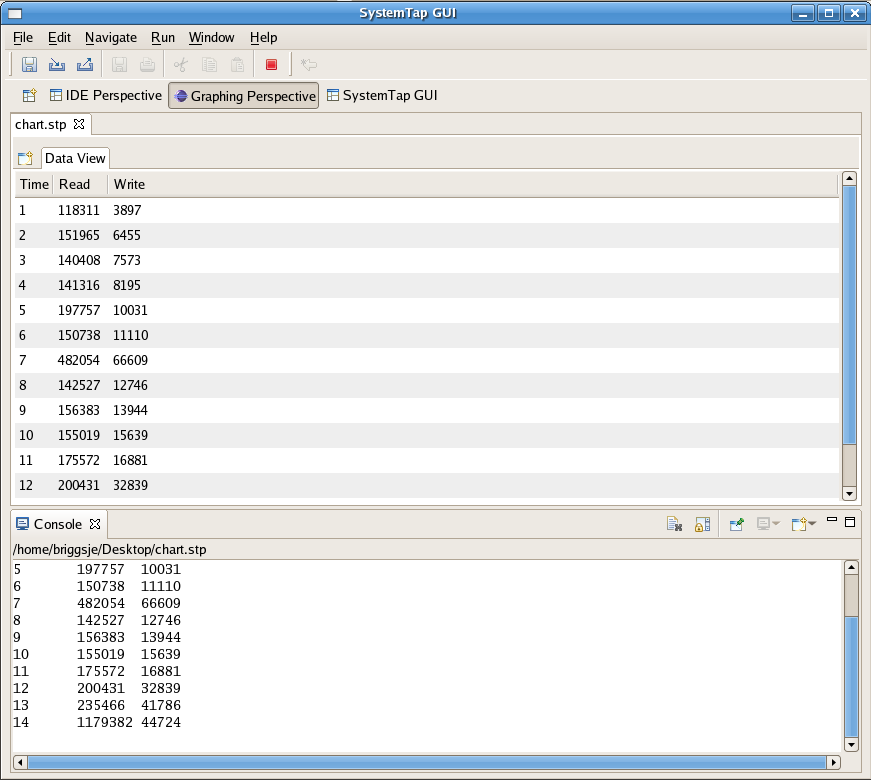 SystemTap GUI
File Edit Navigate Run Window Help
IDE Perspective Graphing Perspective SystemTap GUI
chart.stp
Data View
Time Read Write
1 118311 3897
2 151965 6455
3 140408 7573
4 141316 8195
5 197757 10031
6 150738 11110
7 482054 66609
8 142527 12746
9 156383 13944
10 155019 15639
11 175572 16881
12 200431 32839
Console
/home/briggsje/Desktop/chart.stp
5 197757 10031
6 150738 11110
7 482054 66609
8 142527 12746
9 156383 13944
10 155019 15639
11 175572 16881
12 200431 32839
13 235466 41786
14 1179382 44724